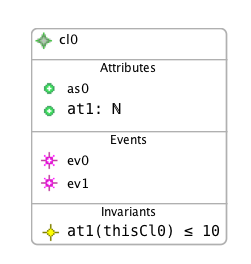 cl0
Attributes
as0
at1: ℕ
Events
ev0
ev1
Invariants
at1(thisCl0) ≤ 10